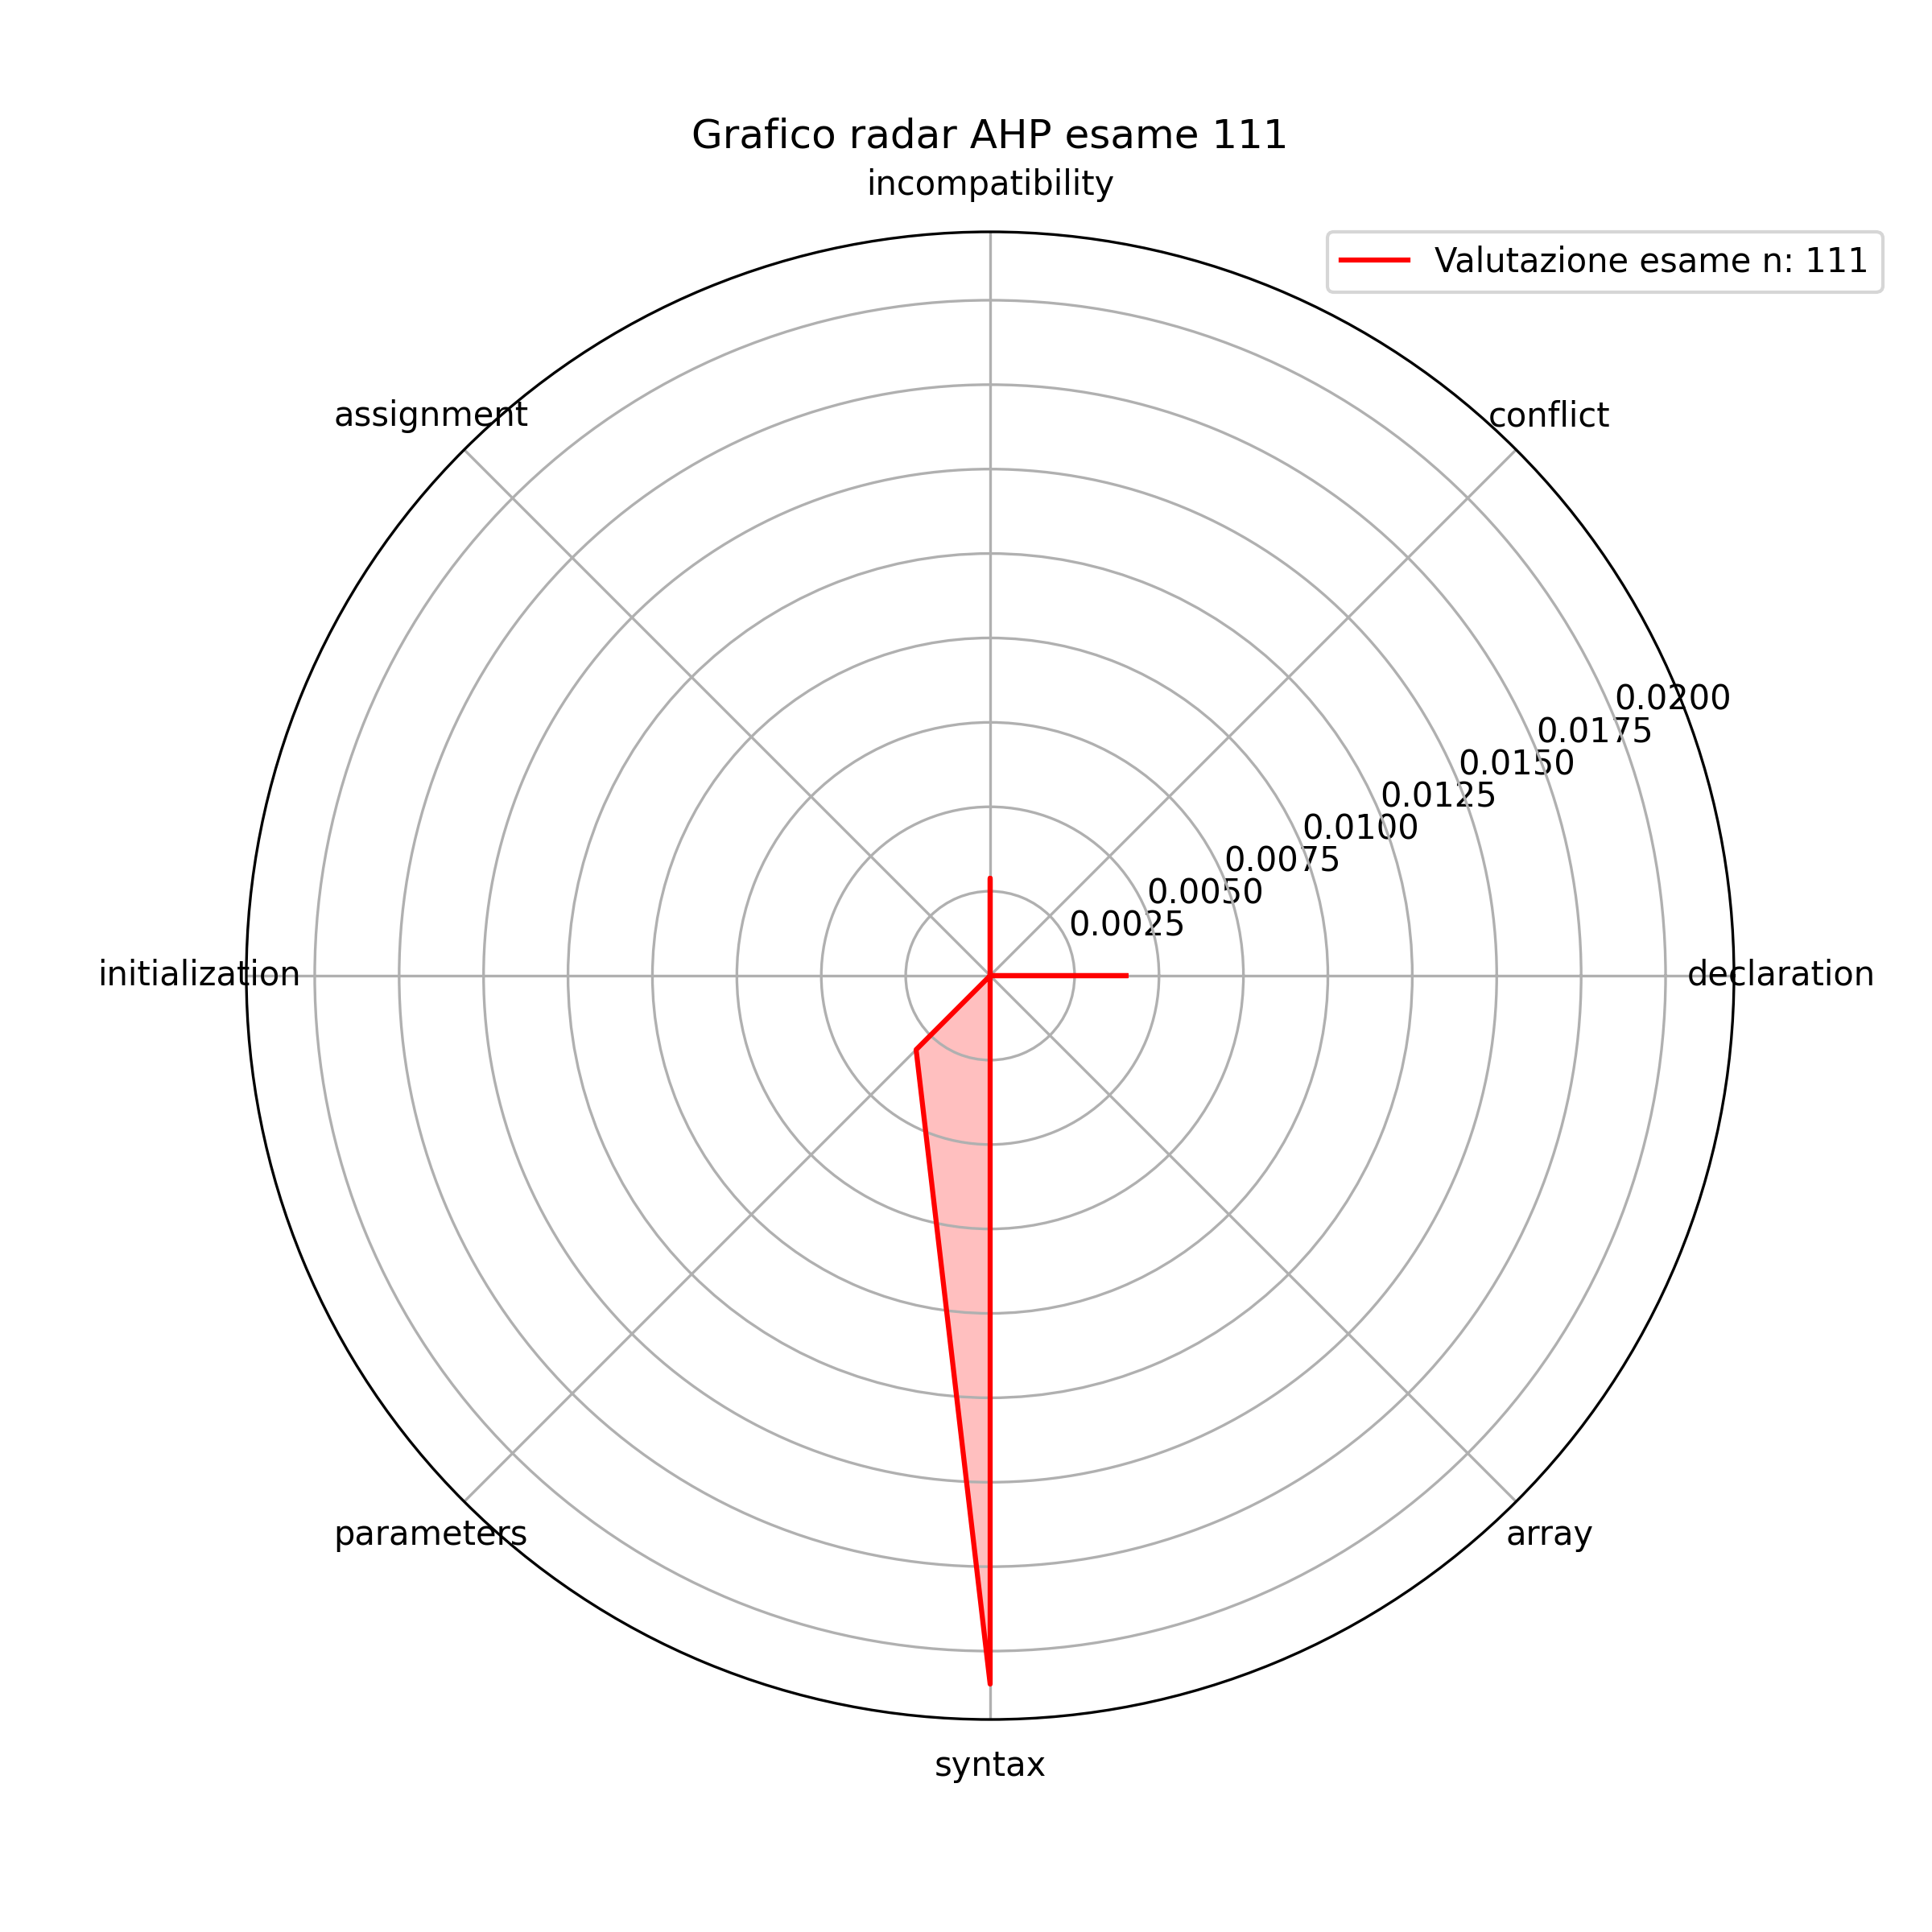 Grafico radar AHP esame 111
incompatibility
Valutazione esame n: 111
assignment
conflict
0.0200
0.0175
0.0150
0.0125
0.0100
0.0075
0.0050
0.0025
initialization
declaration
parameters
array
syntax